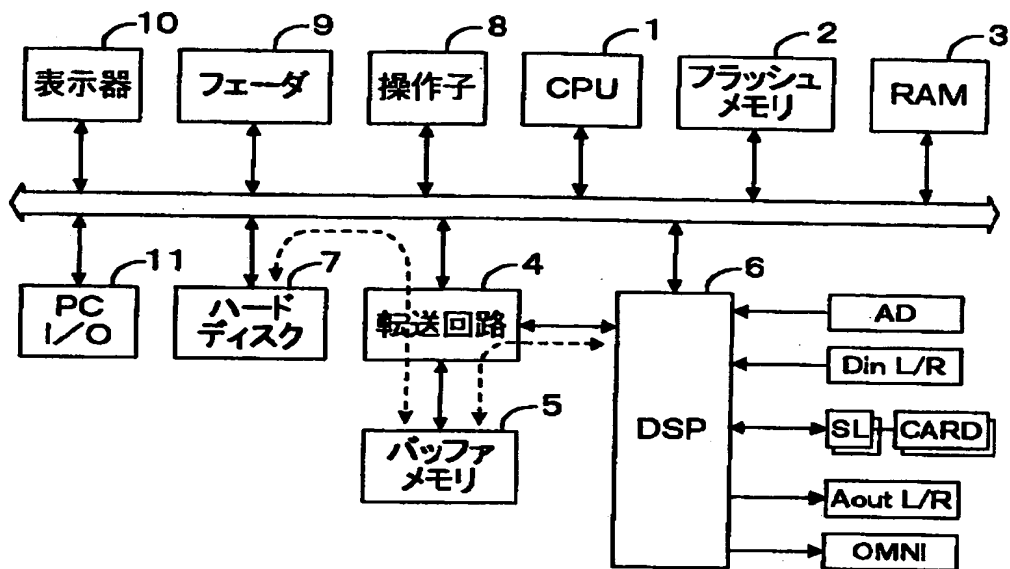 10
9
8
1
2
3
表示器
フェーダ
操作子
CPU
フラッシュ
メモリ
RAM
11
7
4
6
PC
I/O
ハード
ディスク
転送回路
5
バッファ
メモリ
DSP
AD
Din L/R
SL
CARD
Aout L/R
OMNI